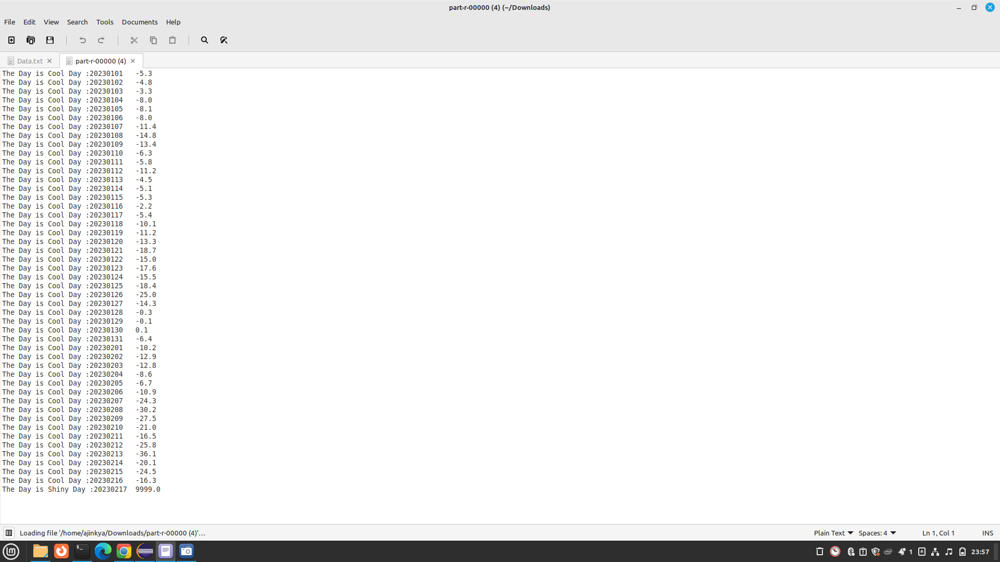 part-r-00000 (4) (~/Downloads)
File Edit View Search Tools Documents Help
Data.txt part-r-00000 (4)
The Day is Cool Day :20230101 -5.3
The Day is Cool Day :20230102 -4.8
The Day is Cool Day :20230103 -3.3
The Day is Cool Day :20230104 -8.0
The Day is Cool Day :20230105 -8.1
The Day is Cool Day :20230106 -8.0
The Day is Cool Day :20230107 -11.4
The Day is Cool Day :20230108 -14.8
The Day is Cool Day :20230109 -13.4
The Day is Cool Day :20230110 -6.3
The Day is Cool Day :20230111 -5.8
The Day is Cool Day :20230112 -11.2
The Day is Cool Day :20230113 -4.5
The Day is Cool Day :20230114 -5.1
The Day is Cool Day :20230115 -5.3
The Day is Cool Day :20230116 -2.2
The Day is Cool Day :20230117 -5.4
The Day is Cool Day :20230118 -10.1
The Day is Cool Day :20230119 -11.2
The Day is Cool Day :20230120 -13.3
The Day is Cool Day :20230121 -18.7
The Day is Cool Day :20230122 -15.0
The Day is Cool Day :20230123 -17.6
The Day is Cool Day :20230124 -15.5
The Day is Cool Day :20230125 -18.4
The Day is Cool Day :20230126 -25.0
The Day is Cool Day :20230127 -14.3
The Day is Cool Day :20230128 -0.3
The Day is Cool Day :20230129 -0.1
The Day is Cool Day :20230130 0.1
The Day is Cool Day :20230131 -6.4
The Day is Cool Day :20230201 -10.2
The Day is Cool Day :20230202 -12.9
The Day is Cool Day :20230203 -12.8
The Day is Cool Day :20230204 -8.6
The Day is Cool Day :20230205 -6.7
The Day is Cool Day :20230206 -10.9
The Day is Cool Day :20230207 -24.3
The Day is Cool Day :20230208 -30.2
The Day is Cool Day :20230209 -27.5
The Day is Cool Day :20230210 -21.0
The Day is Cool Day :20230211 -16.5
The Day is Cool Day :20230212 -25.8
The Day is Cool Day :20230213 -36.1
The Day is Cool Day :20230214 -20.1
The Day is Cool Day :20230215 -24.5
The Day is Cool Day :20230216 -16.3
The Day is Shiny Day :20230217 9999.0
Loading file '/home/ajinkya/Downloads/part-r-00000 (4)'… Plain Text Spaces: 4 Ln 1, Col 1 INS
1 23:57